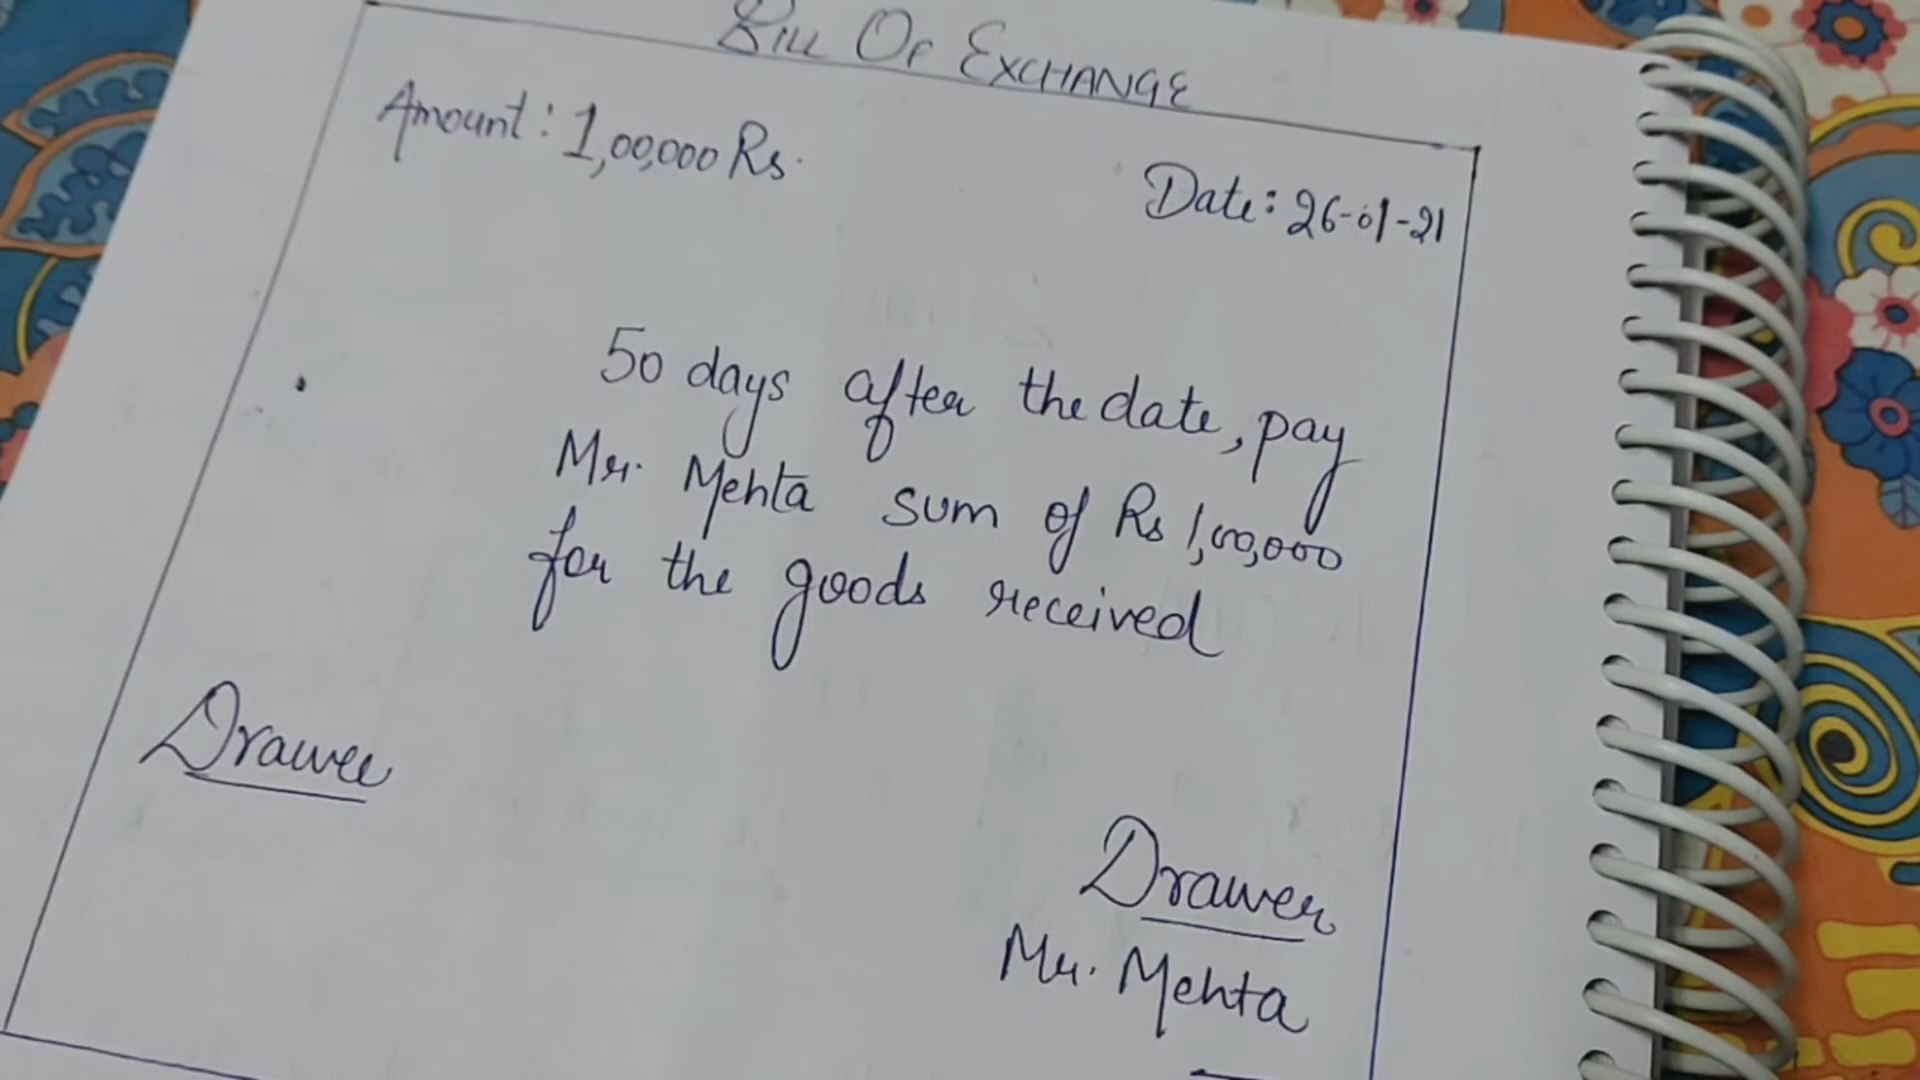 BILL OF EXCHANGE
Amount: 1,00,000 Rs.
Date: 26-01-21
50 days after the date, pay
Mr. Mehta sum of Rs 1,00,000
for the goods received
Drawee
Drawer
Mr. Mehta